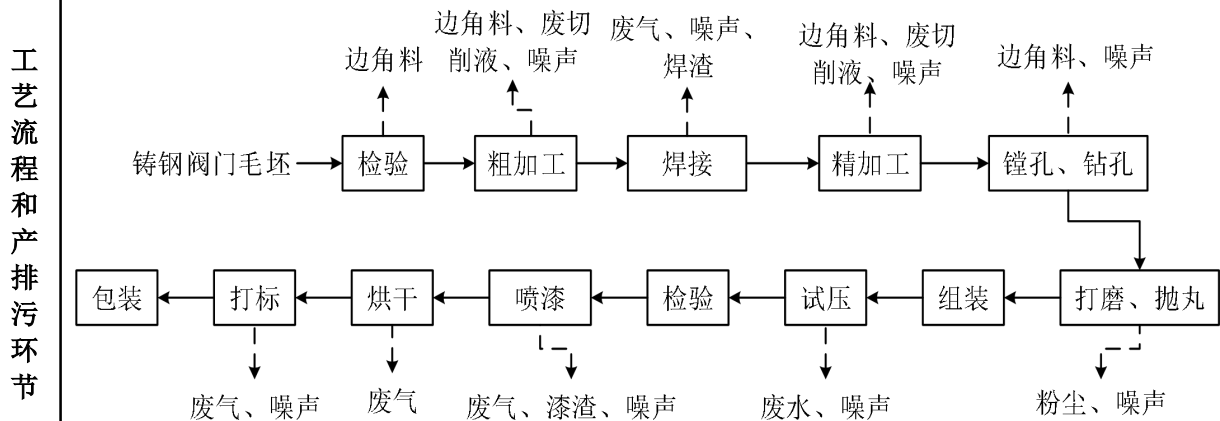 工艺流程和产排污环节
边角料
边角料、废切
削液、噪声
废气、噪声、
焊渣
边角料、废切
削液、噪声
边角料、噪声
铸钢阀门毛坯
检验
粗加工
焊接
精加工
镗孔、钻孔
包装
打标
烘干
喷漆
检验
试压
组装
打磨、抛丸
废气、噪声
废气
废气、漆渣、噪声
废水、噪声
粉尘、噪声